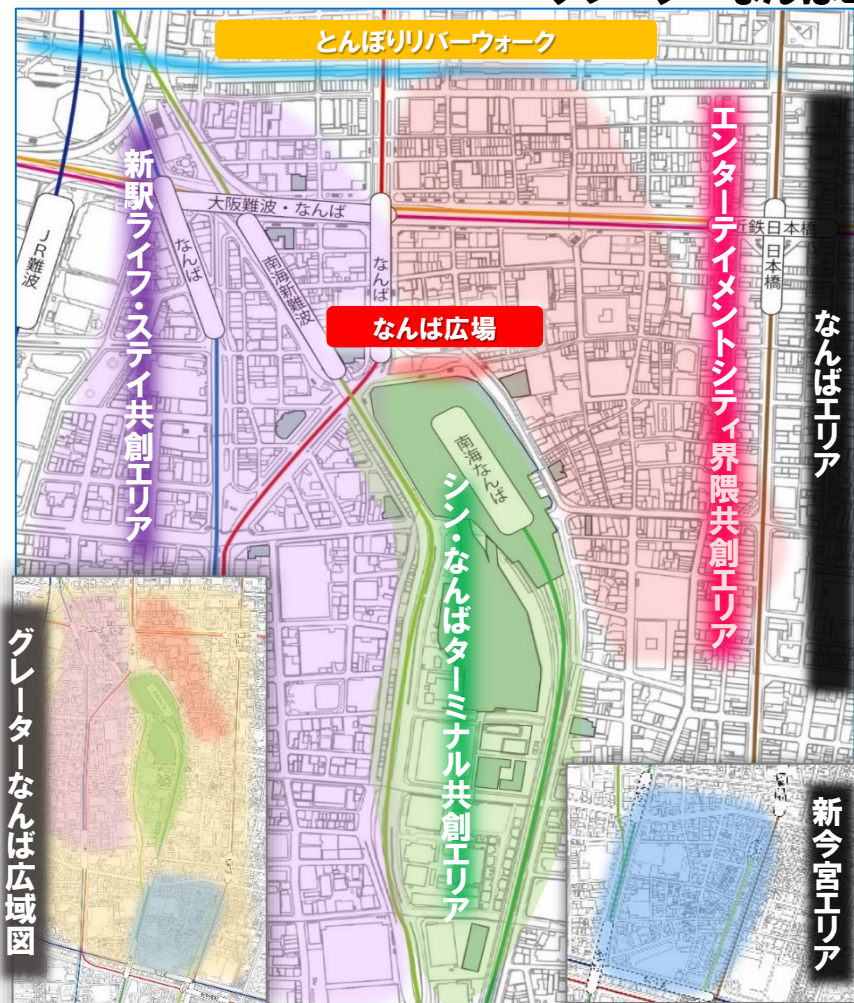 とんぼりリバーウォーク
新駅ライフ・ステイ共創エリア
エンターテイメントシティ界隈共創エリア
なんばエリア
JR難波
なんば
大阪難波・なんば
南海新難波
なんば
近鉄日本橋
日本橋
なんば広場
南海なんば
シン・なんばターミナル共創エリア
グレーターなんば広域図
新今宮エリア